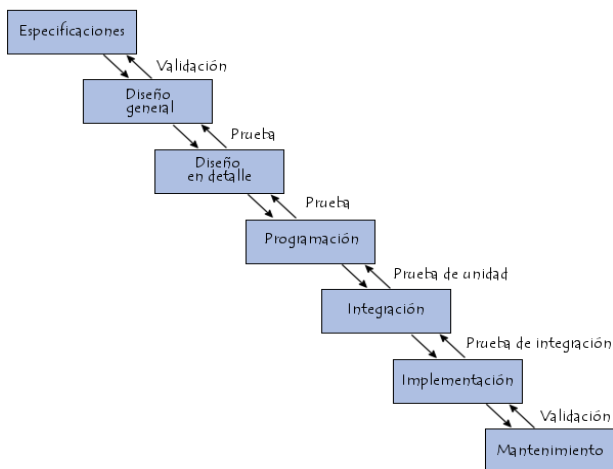 Especificaciones
Validación
Diseño
general
Prueba
Diseño
en detalle
Prueba
Programación
Prueba de unidad
Integración
Prueba de integración
Implementación
Validación
Mantenimiento